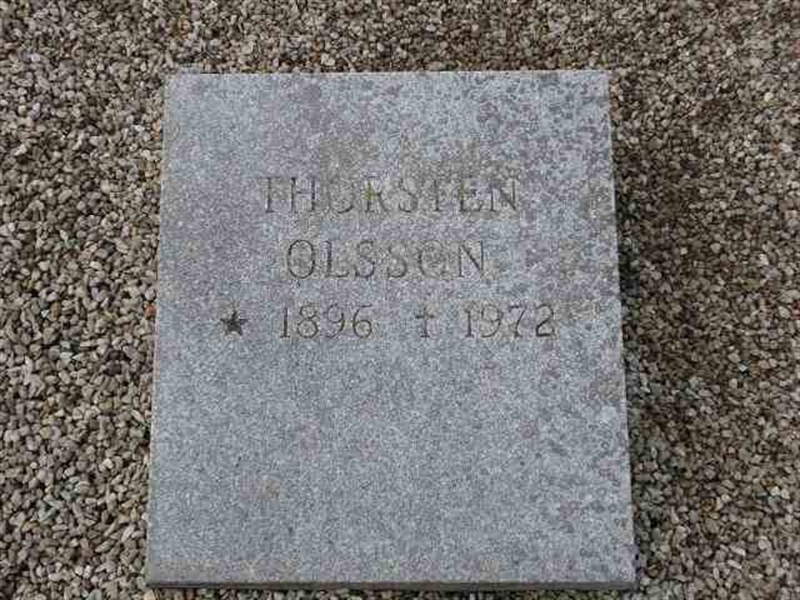 THORSTEN
OLSSON
★ 1896 † 1972